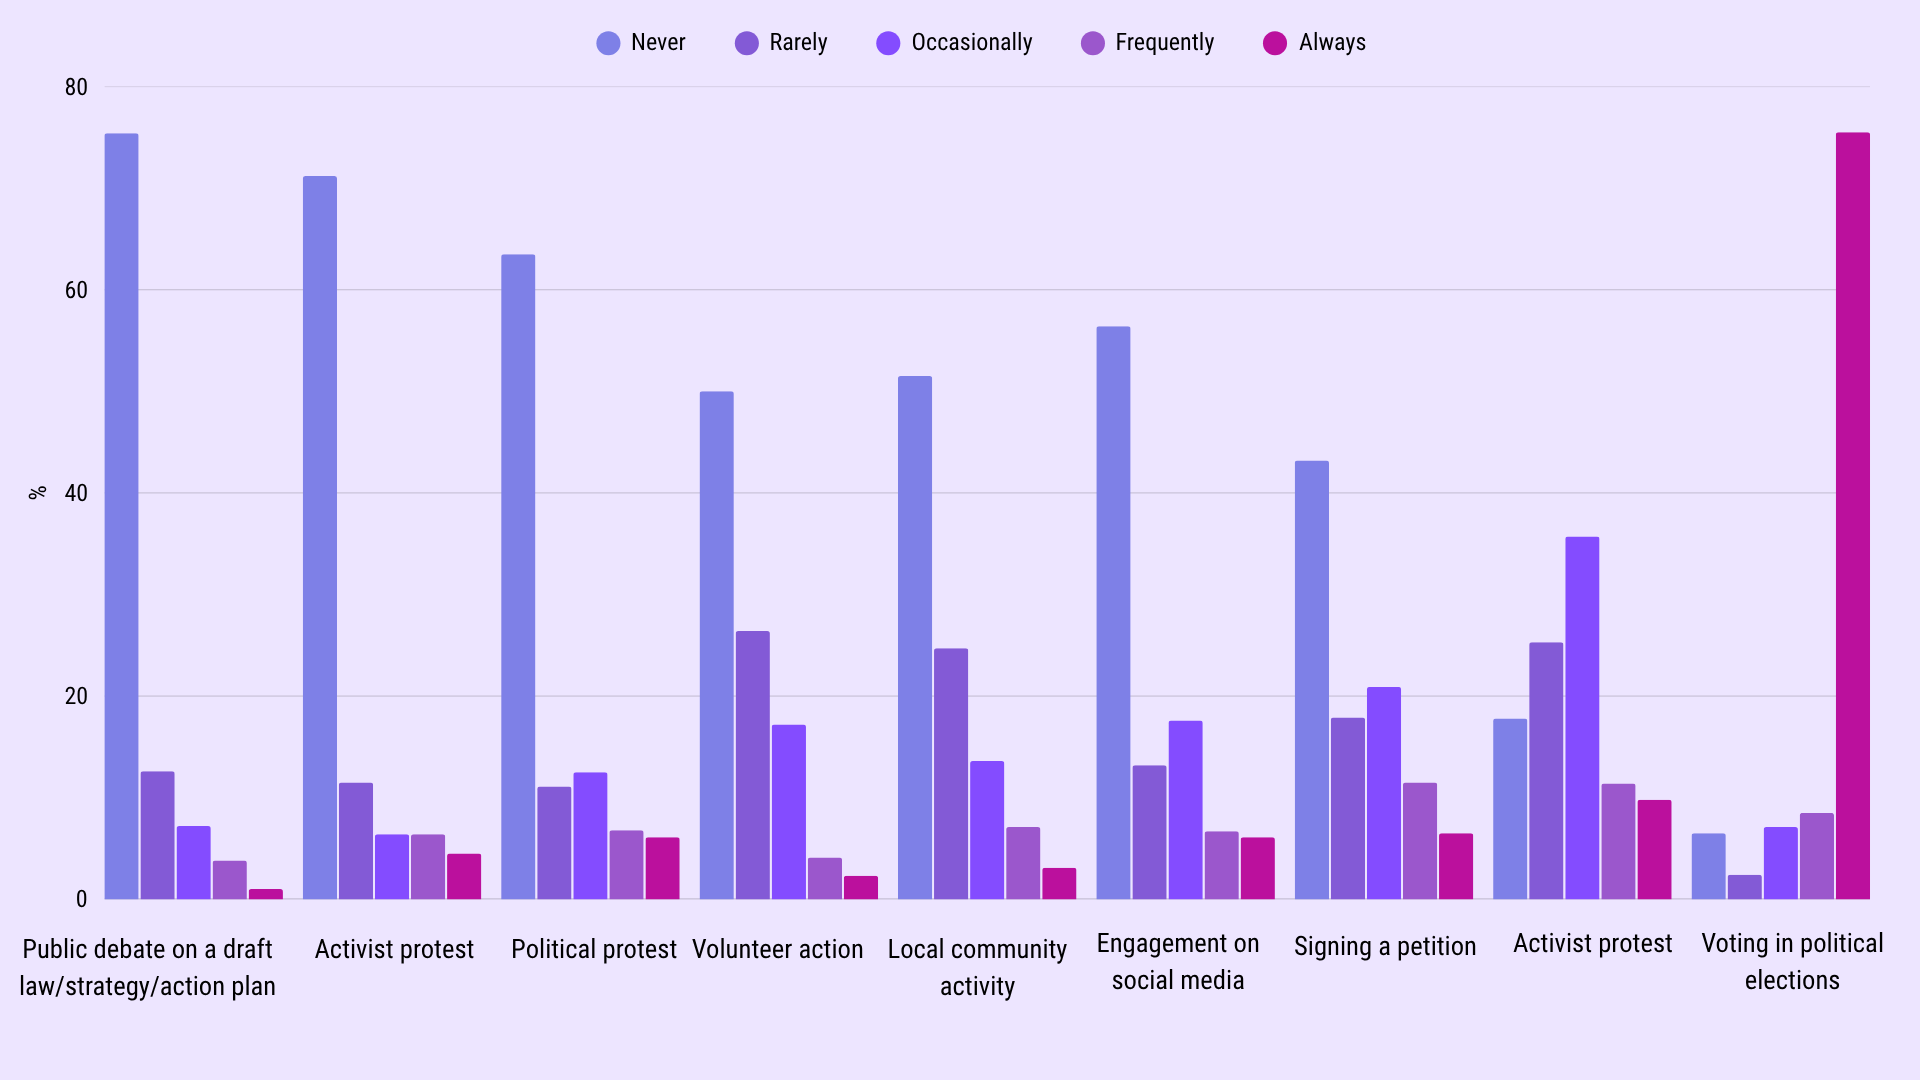 Never
Rarely
Occasionally
Frequently
Always
80
60
40
20
0
%
Public debate on a draft
law/strategy/action plan
Activist protest
Political protest
Volunteer action
Local community
activity
Engagement on
social media
Signing a petition
Activist protest
Voting in political
elections